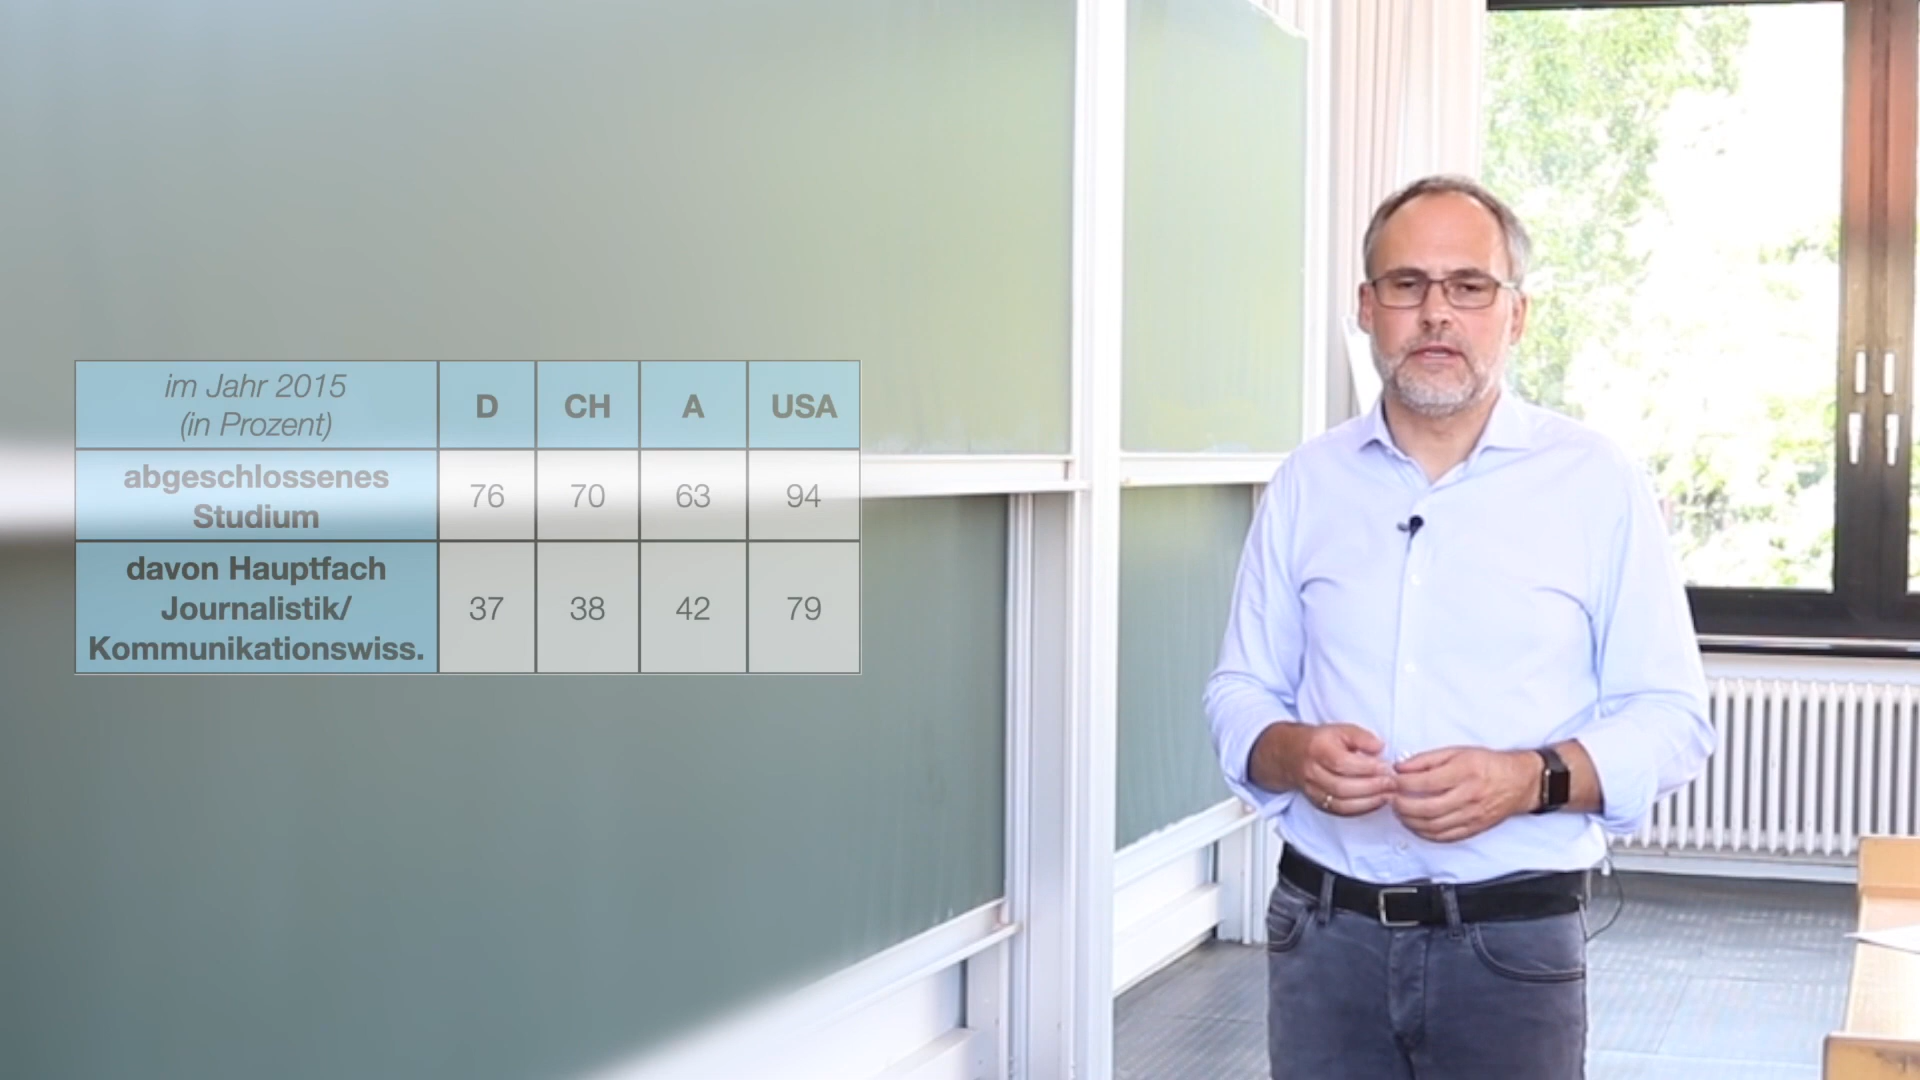 im Jahr 2015
(in Prozent)
D CH A USA
abgeschlossenes
Studium
76 70 63 94
davon Hauptfach
Journalistik/
Kommunikationswiss.
37 38 42 79